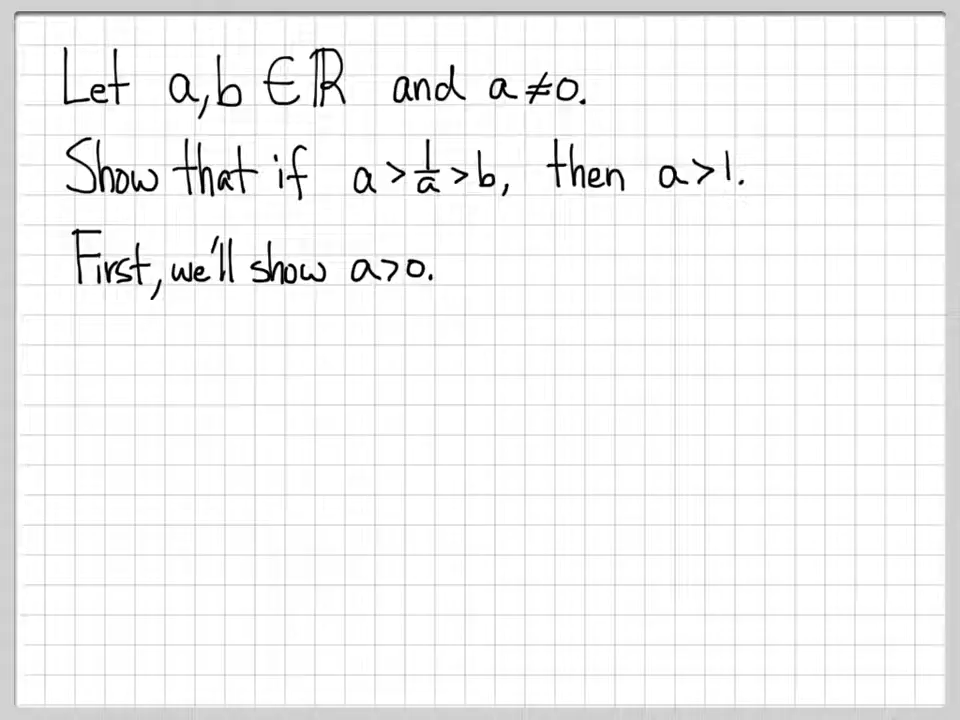 Let a,b ∈ ℝ and a ≠ 0.
Show that if a > 1/a > b, then a > 1.
First, we'll show a > 0.